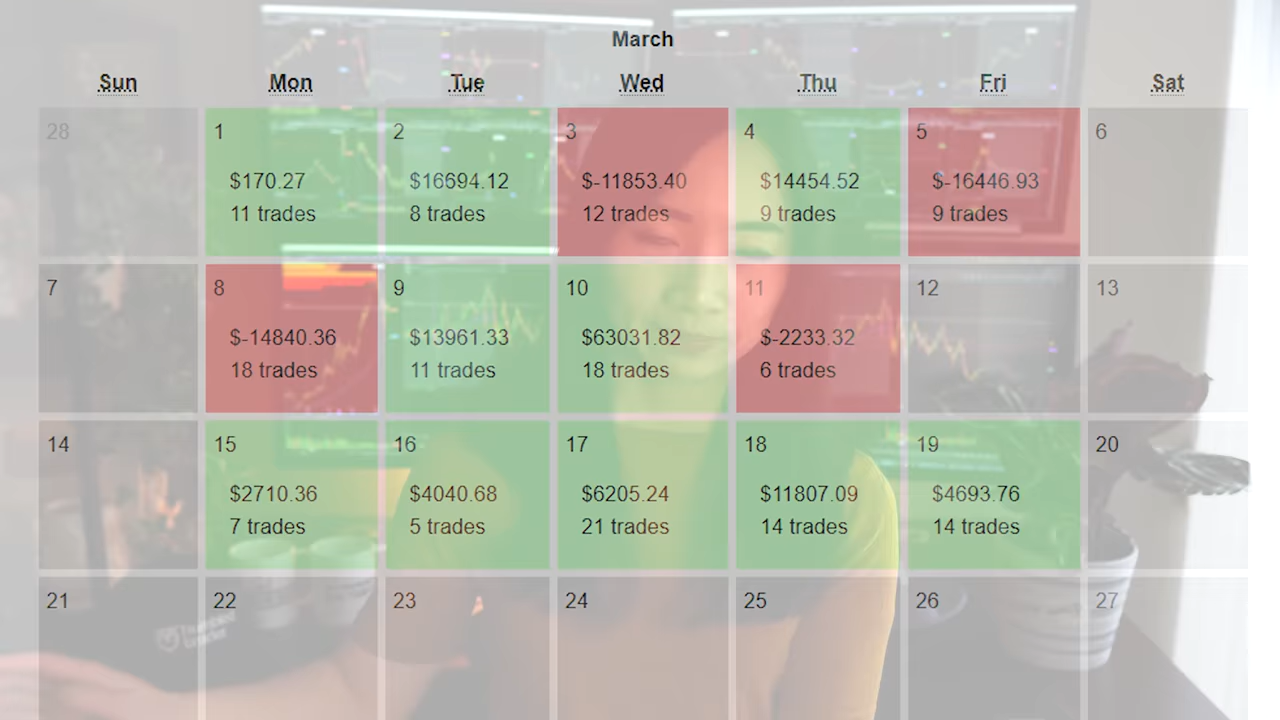 March
Sun Mon Tue Wed Thu Fri Sat
28 1 2 3 4 5 6
$170.27 $16694.12 $-11853.40 $14454.52 $-16446.93
11 trades 8 trades 12 trades 9 trades 9 trades
7 8 9 10 11 12 13
$-14840.36 $13961.33 $63031.82 $-2233.32
18 trades 11 trades 18 trades 6 trades
14 15 16 17 18 19 20
$2710.36 $4040.68 $6205.24 $11807.09 $4693.76
7 trades 5 trades 21 trades 14 trades 14 trades
21 22 23 24 25 26 27